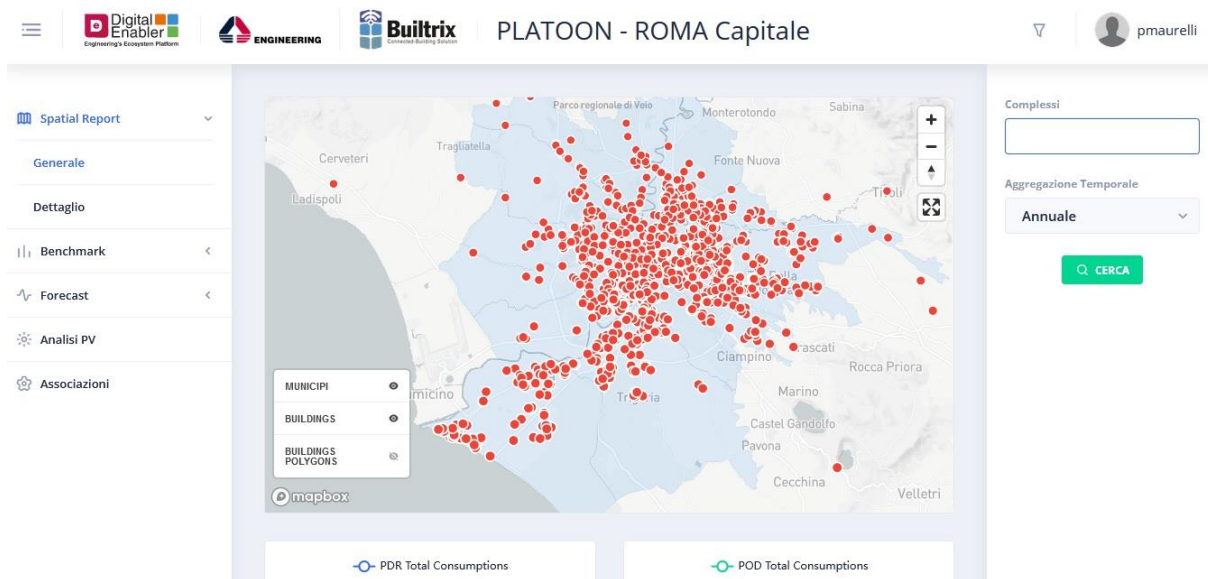 Digital
Enabler
Engineering's Ecosystem Platform
ENGINEERING
Builtrix
Connected-Building Solution
PLATOON - ROMA Capitale
pmaurelli
Spatial Report
Generale
Dettaglio
Benchmark
Forecast
Analisi PV
Associazioni
Parco regionale di Veio
Monterotondo
Sabina
Tragliatella
Cerveteri
Fonte Nuova
Ladispoli
Tivoli
Ciampino
rascati
Rocca Priora
Marino
Castel Gandolfo
Pavona
Cecchina
Velletri
umicino
MUNICIPI
BUILDINGS
BUILDINGS
POLYGONS
mapbox
Complessi
Aggregazione Temporale
Annuale
CERCA
PDR Total Consumptions
POD Total Consumptions